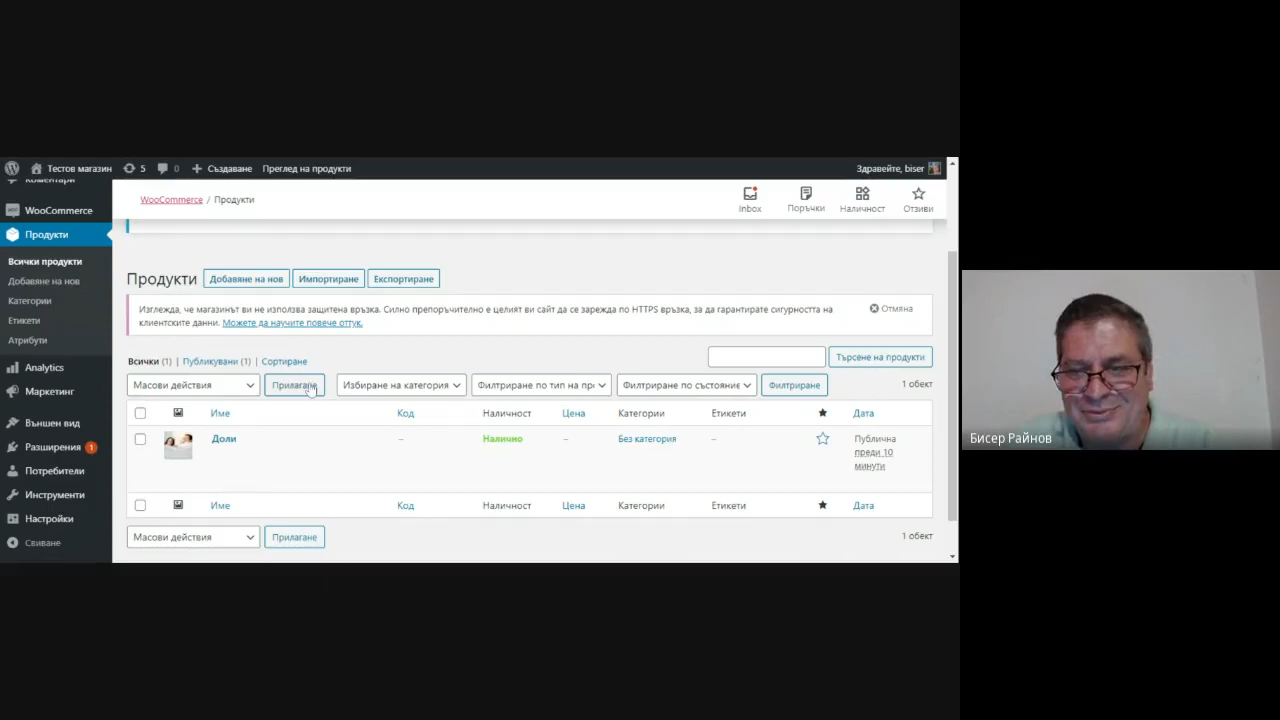 Тестов магазин 5 0 Създаване Преглед на продукти Здравейте, biser
Коментари
WooCommerce
Продукти
Всички продукти
Добавяне на нов
Категории
Етикети
Атрибути
Analytics
Маркетинг
Външен вид
Разширения 1
Потребители
Инструменти
Настройки
Свиване
WooCommerce / Продукти
Inbox Поръчки Наличност Отзиви
Продукти Добавяне на нов Импортиране Експортиране
Изглежда, че магазинът ви не използва защитена връзка. Силно препоръчително е целият ви сайт да се зарежда по HTTPS връзка, за да гарантирате сигурността на
клиентските данни. Можете да научите повече оттук.
Отмяна
Всички (1) | Публикувани (1) | Сортиране
Търсене на продукти
Масови действия Прилагане Избиране на категория Филтриране по тип на пр Филтриране по състояние Филтриране 1 обект
Име Код Наличност Цена Категории Етикети Дата
Доли – Налично – Без категория – Публична
преди 10
минути
Име Код Наличност Цена Категории Етикети Дата
Масови действия Прилагане 1 обект
Бисер Райнов